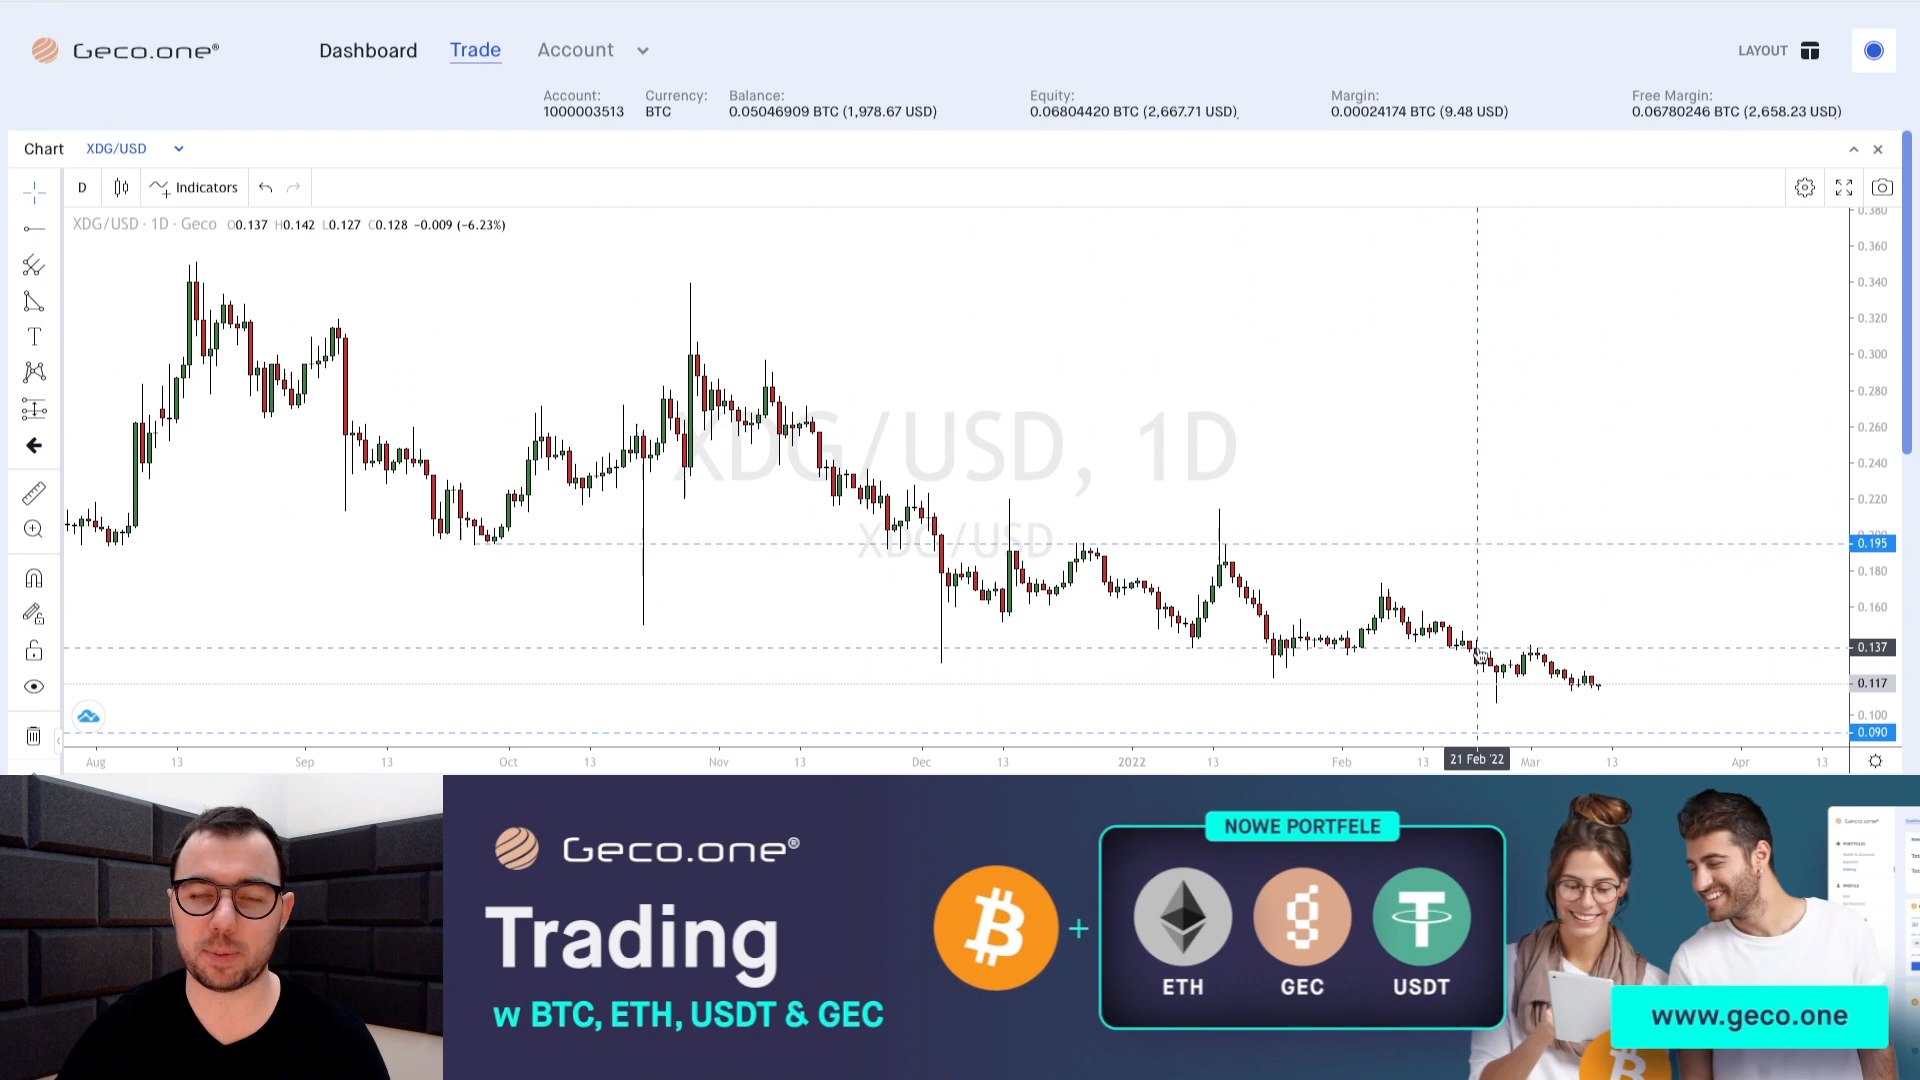 Geco.one®
Dashboard
Trade
Account
LAYOUT
Account:
1000003513
Currency:
BTC
Balance:
0.05046909 BTC (1,978.67 USD)
Equity:
0.06804420 BTC (2,667.71 USD)
Margin:
0.00024174 BTC (9.48 USD)
Free Margin:
0.06780246 BTC (2,658.23 USD)
Chart XDG/USD
D Indicators
XDG/USD · 1D · Geco O0.137 H0.142 L0.127 C0.128 −0.009 (−6.23%)
XDG/USD, 1D
XDG/USD
0.380
0.360
0.340
0.320
0.300
0.280
0.260
0.240
0.220
0.200
0.195
0.180
0.160
0.137
0.117
0.100
0.090
Aug 13 Sep 13 Oct 13 Nov 13 Dec 13 2022 13 Feb 13 21 Feb '22 Mar 13 Apr 13
Geco.one®
Trading
w BTC, ETH, USDT & GEC
+
NOWE PORTFELE
ETH GEC USDT
www.geco.one
Geco.one
PORTFOLIO
PROFILE